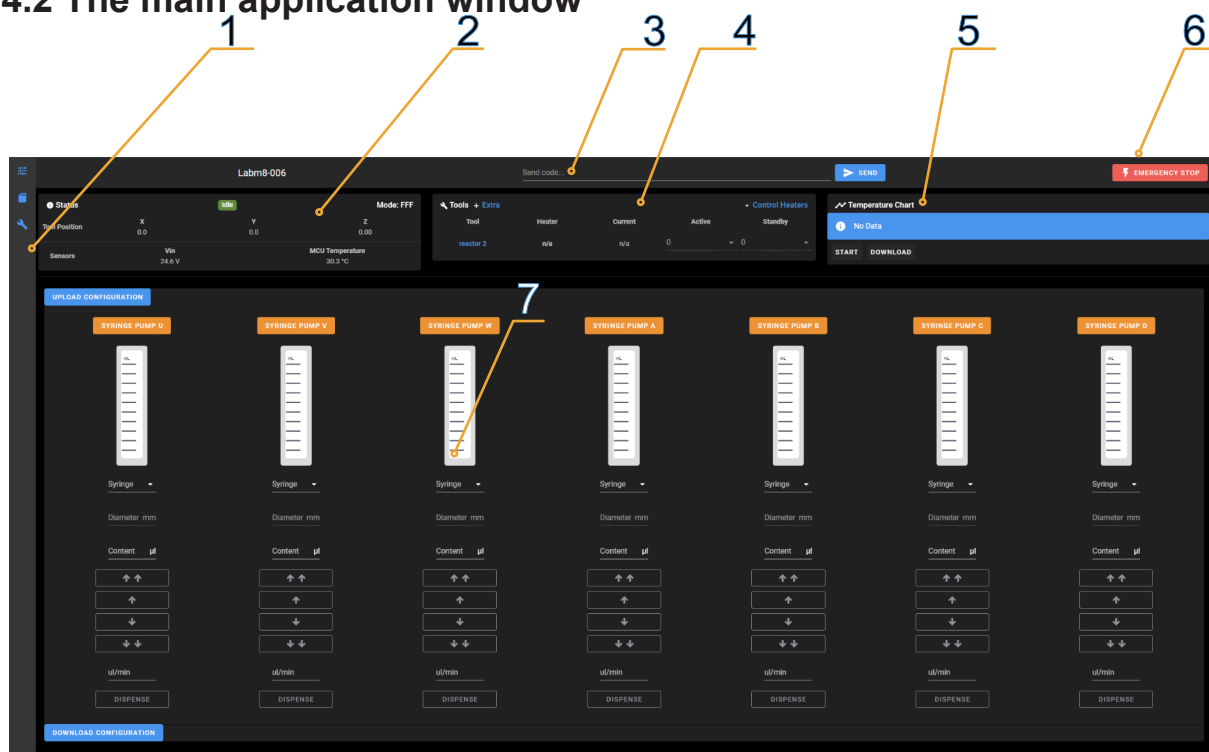 4.2 The main application window
1 2 3 4 5 6
Labm8-006 Send code... SEND EMERGENCY STOP
Status Idle Mode: FFF
Tool Position X Y Z
0.0 0.0 0.00
Sensors Vin MCU Temperature
24.6 V 30.3 °C
Tools + Extra Control Heaters
Tool Heater Current Active Standby
reactor 2 n/a n/a 0 0
Temperature Chart
No Data
START DOWNLOAD
UPLOAD CONFIGURATION
7
SYRINGE PUMP U SYRINGE PUMP V SYRINGE PUMP W SYRINGE PUMP A SYRINGE PUMP B SYRINGE PUMP C SYRINGE PUMP D
mL mL mL mL mL mL mL
Syringe Syringe Syringe Syringe Syringe Syringe Syringe
Diameter mm Diameter mm Diameter mm Diameter mm Diameter mm Diameter mm Diameter mm
Content µl Content µl Content µl Content µl Content µl Content µl Content µl
ul/min ul/min ul/min ul/min ul/min ul/min ul/min
DISPENSE DISPENSE DISPENSE DISPENSE DISPENSE DISPENSE DISPENSE
DOWNLOAD CONFIGURATION